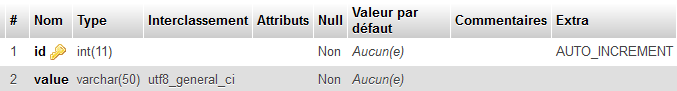 # Nom Type Interclassement Attributs Null Valeur par défaut Commentaires Extra
1 id int(11) Non Aucun(e) AUTO_INCREMENT
2 value varchar(50) utf8_general_ci Non Aucun(e)